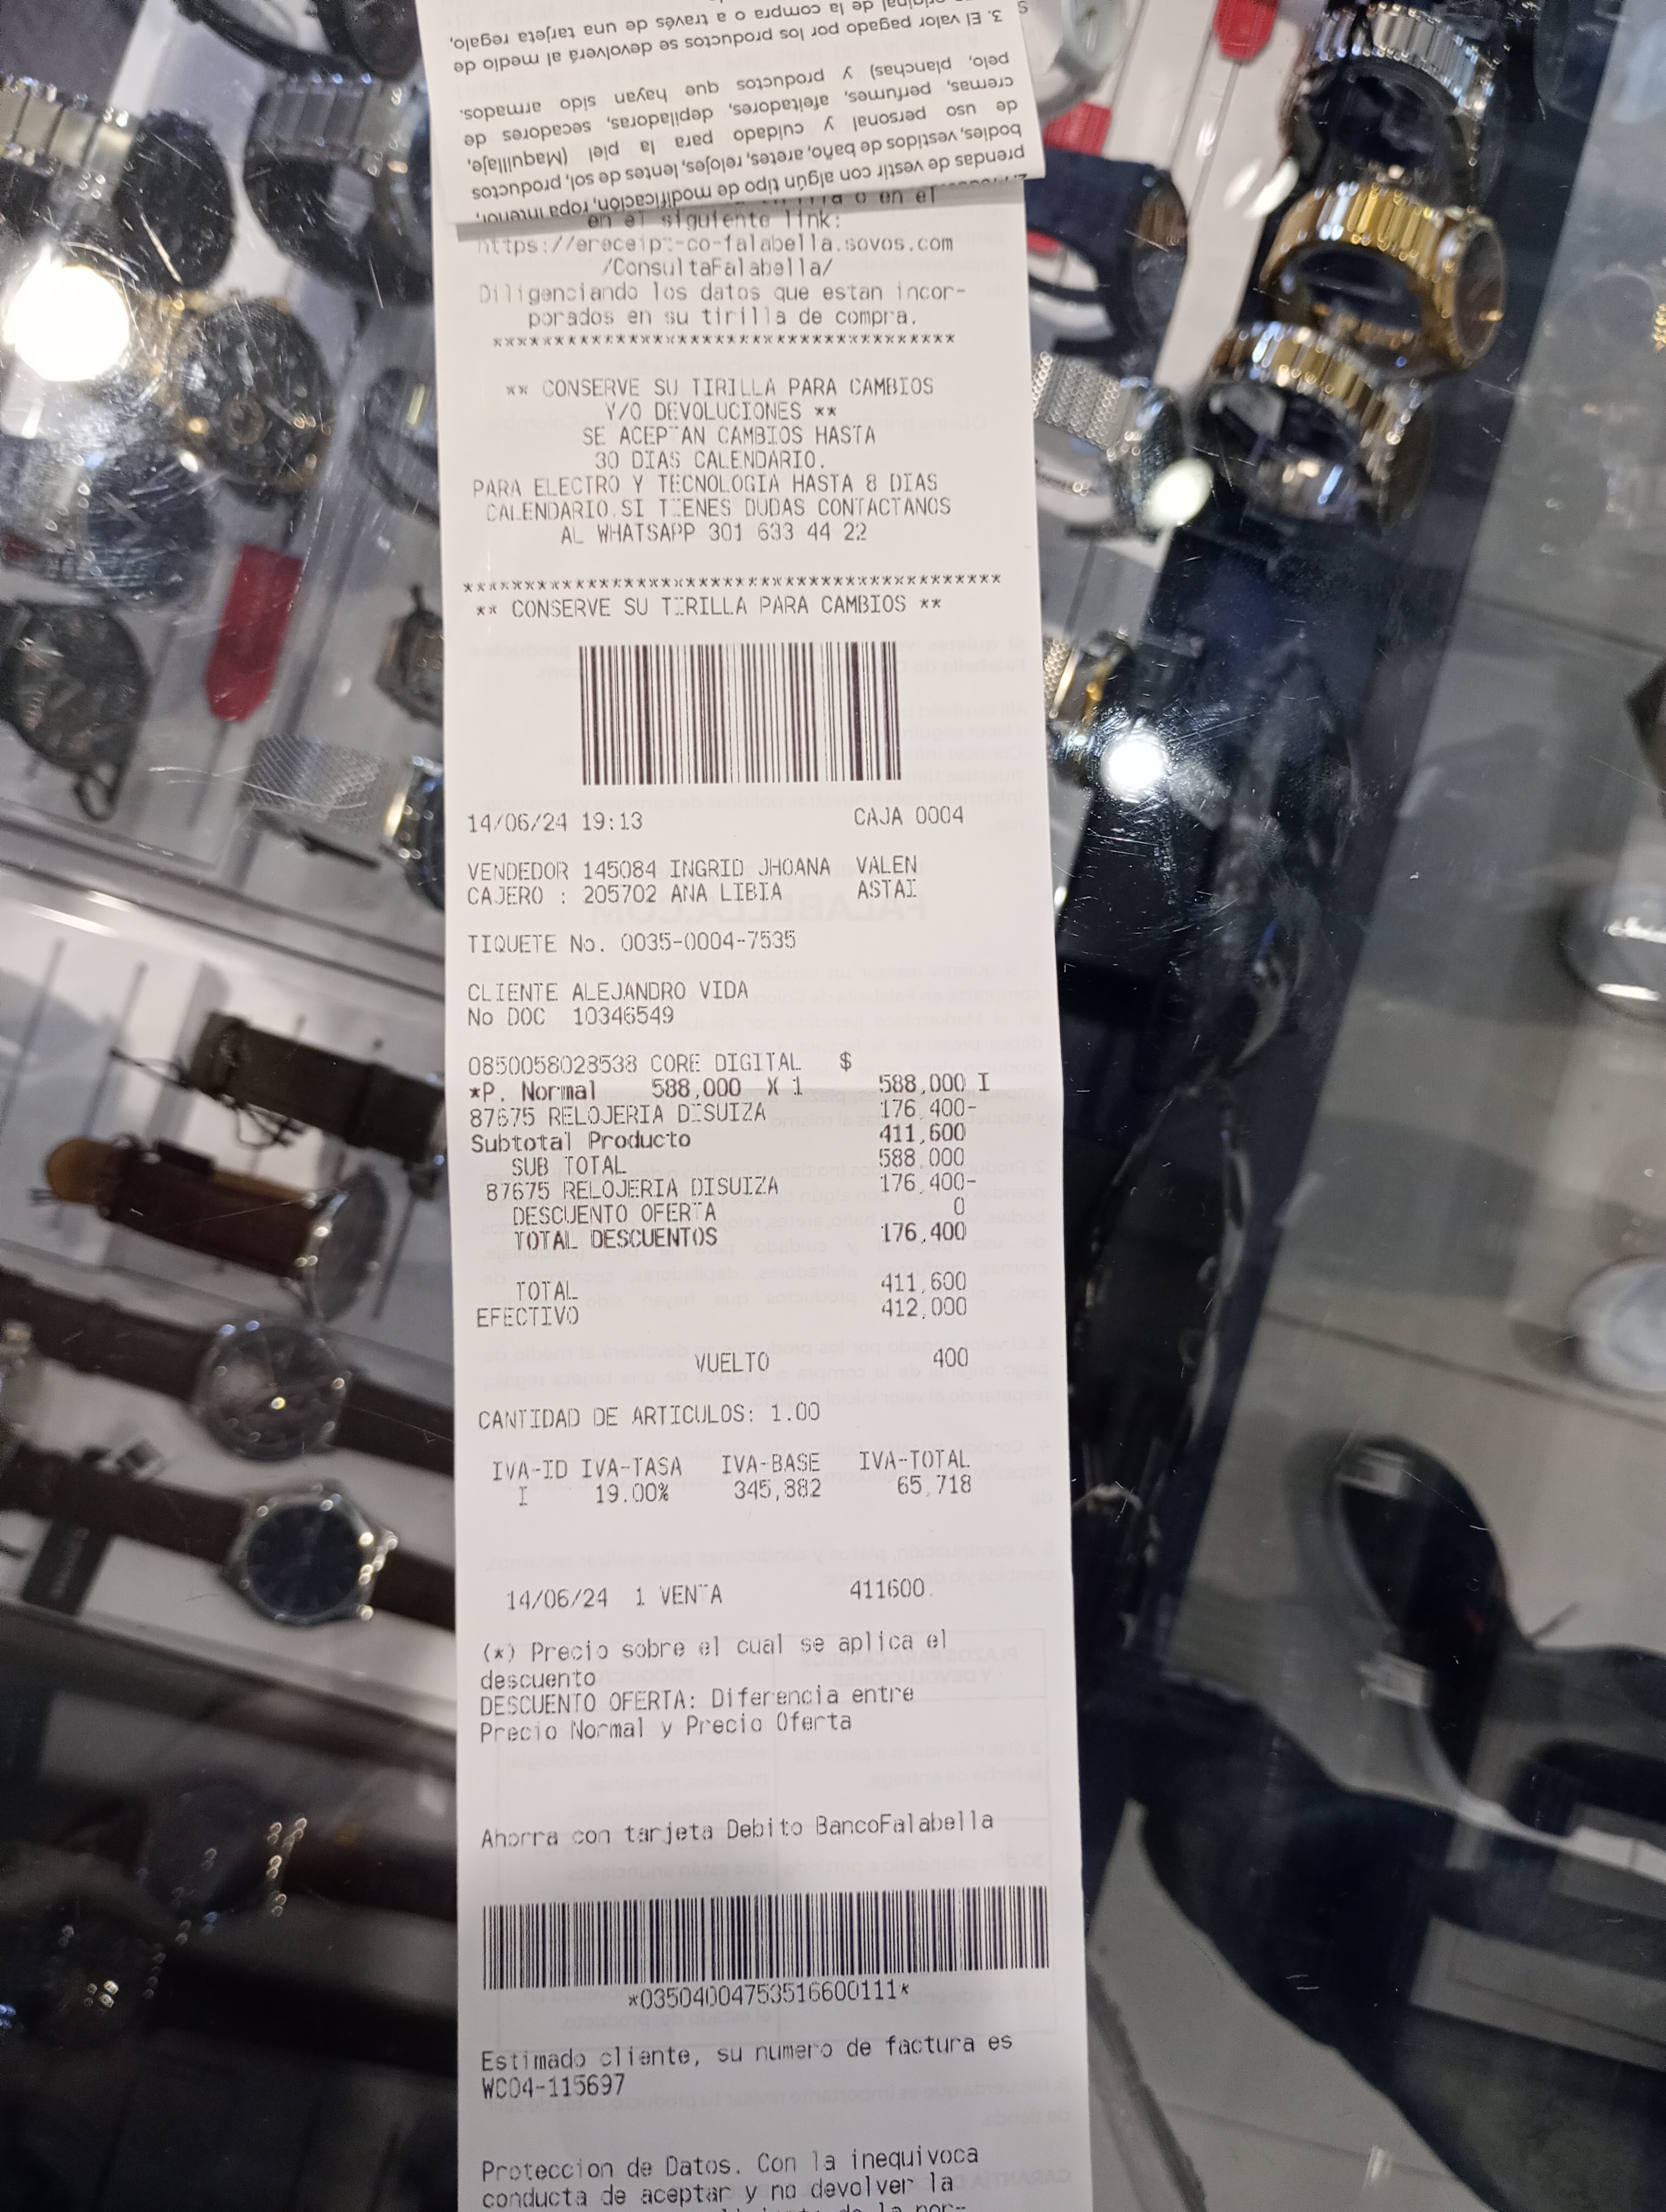 3. El valor pagado por los productos se devolverá al medio de
original de la compra o a través de una tarjeta regalo,
prendas de vestir con algún tipo de modificación, ropa interior,
bodies, vestidos de baño, aretes, relojes, lentes de sol, productos
de uso personal y cuidado para la piel (Maquillaje,
cremas, perfumes, afeitadores, depiladoras, secadores de
pelo, planchas) y productos que hayan sido armados.
o en el
en el siguiente link:
https://ereceipt-co-falabella.sovos.com
/ConsultaFalabella/
Diligenciando los datos que estan incor-
porados en su tirilla de compra.
** CONSERVE SU TIRILLA PARA CAMBIOS
Y/O DEVOLUCIONES **
SE ACEPTAN CAMBIOS HASTA
30 DIAS CALENDARIO.
PARA ELECTRO Y TECNOLOGIA HASTA 8 DIAS
CALENDARIO.SI TIENES DUDAS CONTACTANOS
AL WHATSAPP 301 633 44 22
** CONSERVE SU TIRILLA PARA CAMBIOS **
14/06/24 19:13 CAJA 0004
VENDEDOR 145084 INGRID JHOANA VALEN
CAJERO : 205702 ANA LIBIA ASTAI
TIQUETE No. 0035-0004-7535
CLIENTE ALEJANDRO VIDA
No DOC 10346549
0850058028538 CORE DIGITAL $
*P. Normal 588,000 X 1 588,000 I
87675 RELOJERIA DISUIZA 176,400-
Subtotal Producto 411,600
SUB TOTAL 588,000
87675 RELOJERIA DISUIZA 176,400-
DESCUENTO OFERTA 0
TOTAL DESCUENTOS 176,400
TOTAL 411,600
EFECTIVO 412,000
VUELTO 400
CANTIDAD DE ARTICULOS: 1.00
IVA-ID IVA-TASA IVA-BASE IVA-TOTAL
I 19.00% 345,882 65,718
14/06/24 1 VENTA 411600.
(*) Precio sobre el cual se aplica el
descuento
DESCUENTO OFERTA: Diferencia entre
Precio Normal y Precio Oferta
Ahorra con tarjeta Debito BancoFalabella
*03504004753516600111*
Estimado cliente, su numero de factura es
WC04-115697
Proteccion de Datos. Con la inequivoca
conducta de aceptar y no devolver la